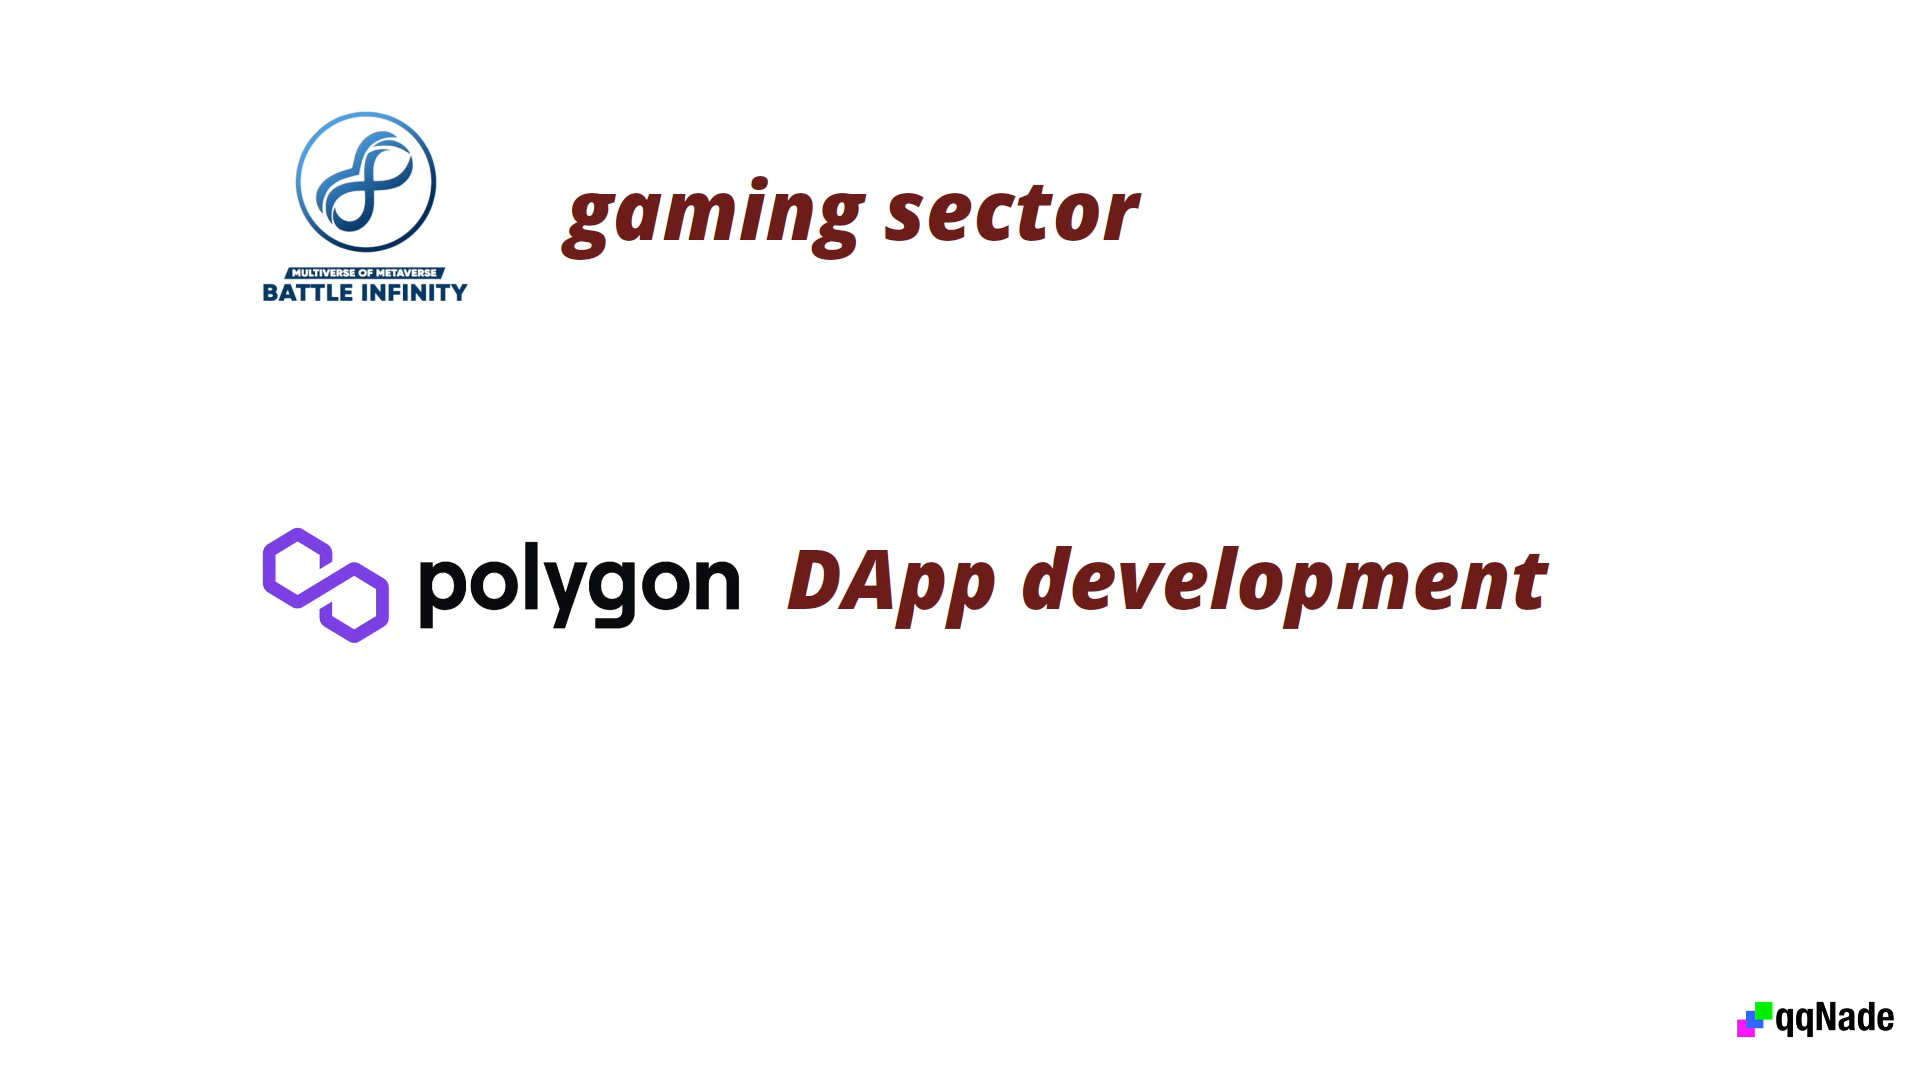 gaming sector
MULTIVERSE OF METAVERSE
BATTLE INFINITY
polygon DApp development
qqNade